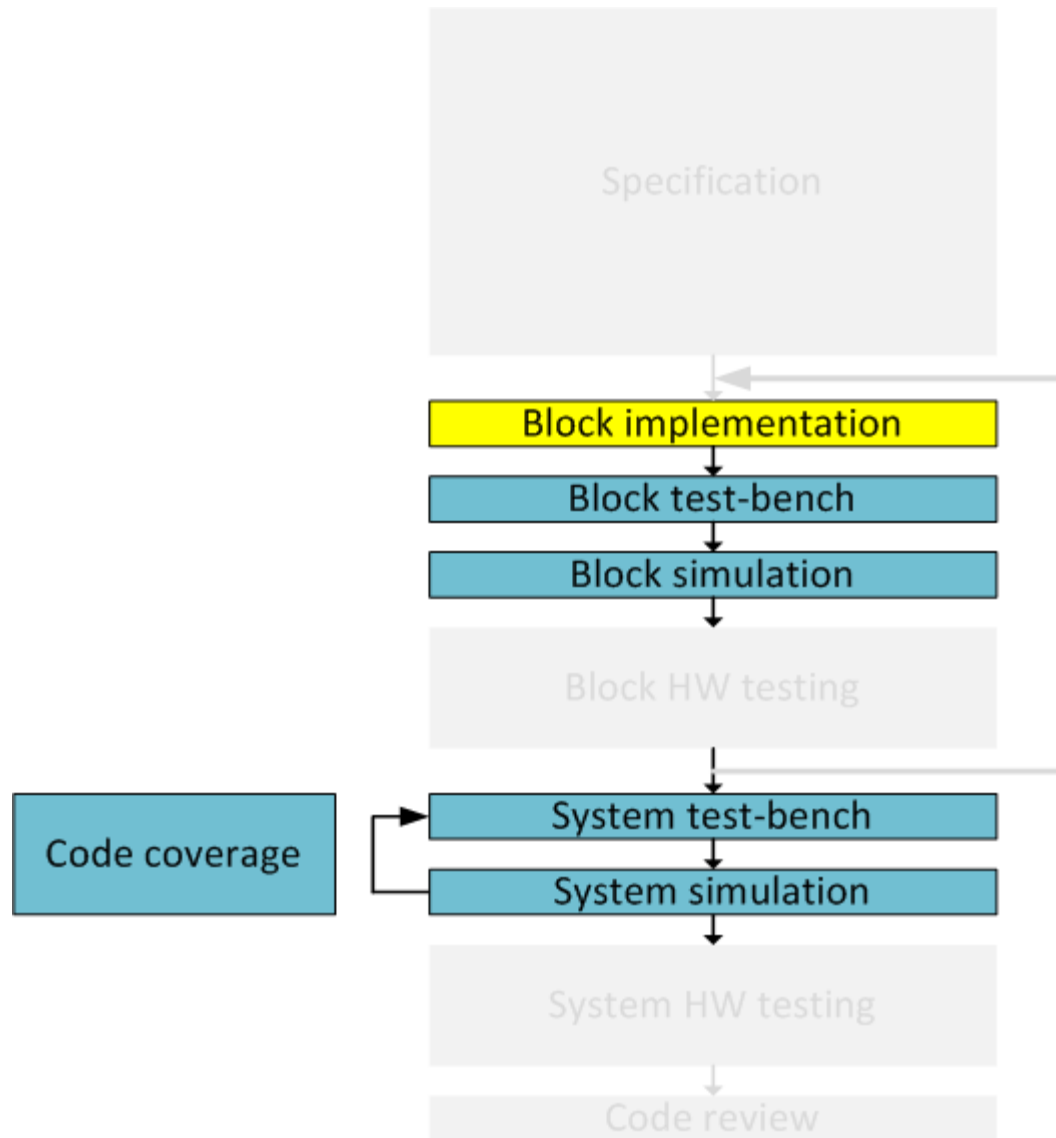 Specification
Block implementation
Block test-bench
Block simulation
Block HW testing
System test-bench
Code coverage
System simulation
System HW testing
Code review